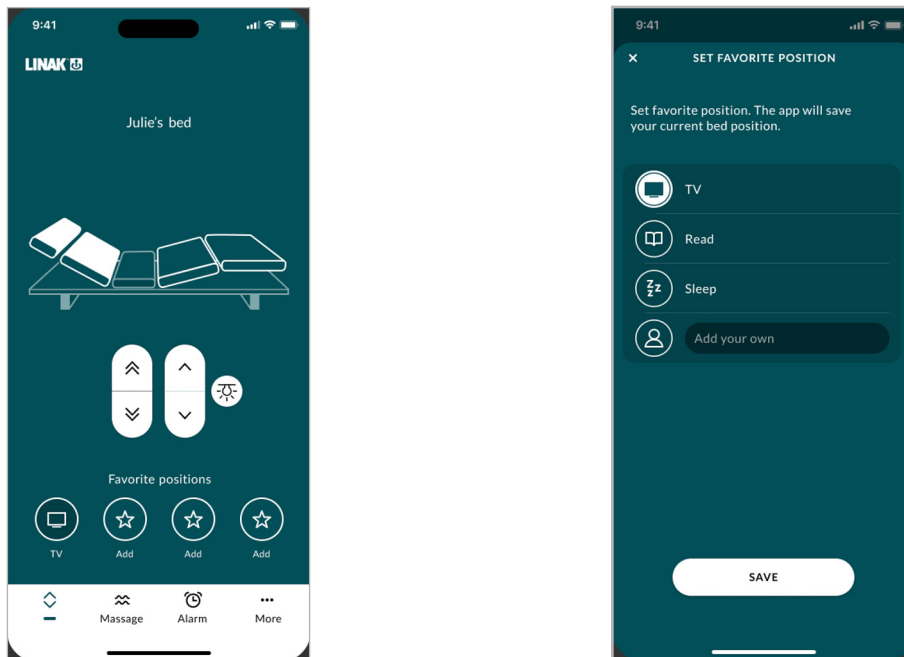 9:41
LINAK
Julie's bed
Favorite positions
TV
Add
Add
Add
Massage
Alarm
More
9:41
SET FAVORITE POSITION
Set favorite position. The app will save
your current bed position.
TV
Read
Sleep
Add your own
SAVE